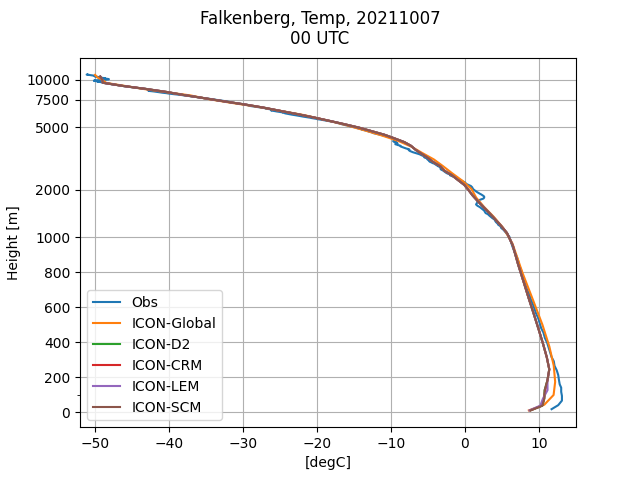 Falkenberg, Temp, 20211007
00 UTC
Height [m]
10000
7500
5000
2000
1000
800
600
400
200
0
Obs
ICON-Global
ICON-D2
ICON-CRM
ICON-LEM
ICON-SCM
−50
−40
−30
−20
−10
0
10
[degC]